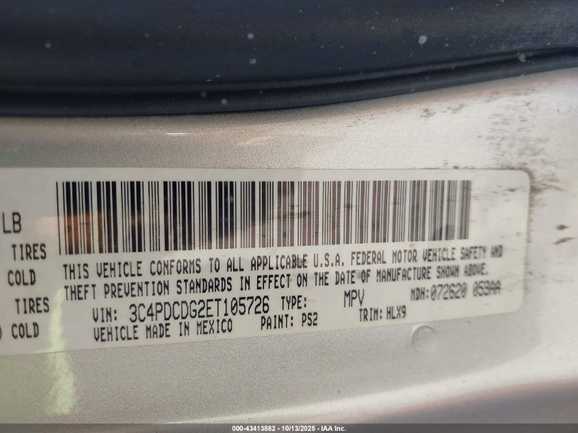 LB
TIRES
COLD
TIRES
COLD
THIS VEHICLE CONFORMS TO ALL APPLICABLE U.S.A. FEDERAL MOTOR VEHICLE SAFETY AND
THEFT PREVENTION STANDARDS IN EFFECT ON THE DATE OF MANUFACTURE SHOWN ABOVE.
VIN: 3C4PDCDG2ET105726 TYPE: MPV MDH: 072620 059AA
VEHICLE MADE IN MEXICO PAINT: PS2 TRIM: HLX9
000-43413882 | 10/13/2025 | IAA Inc.